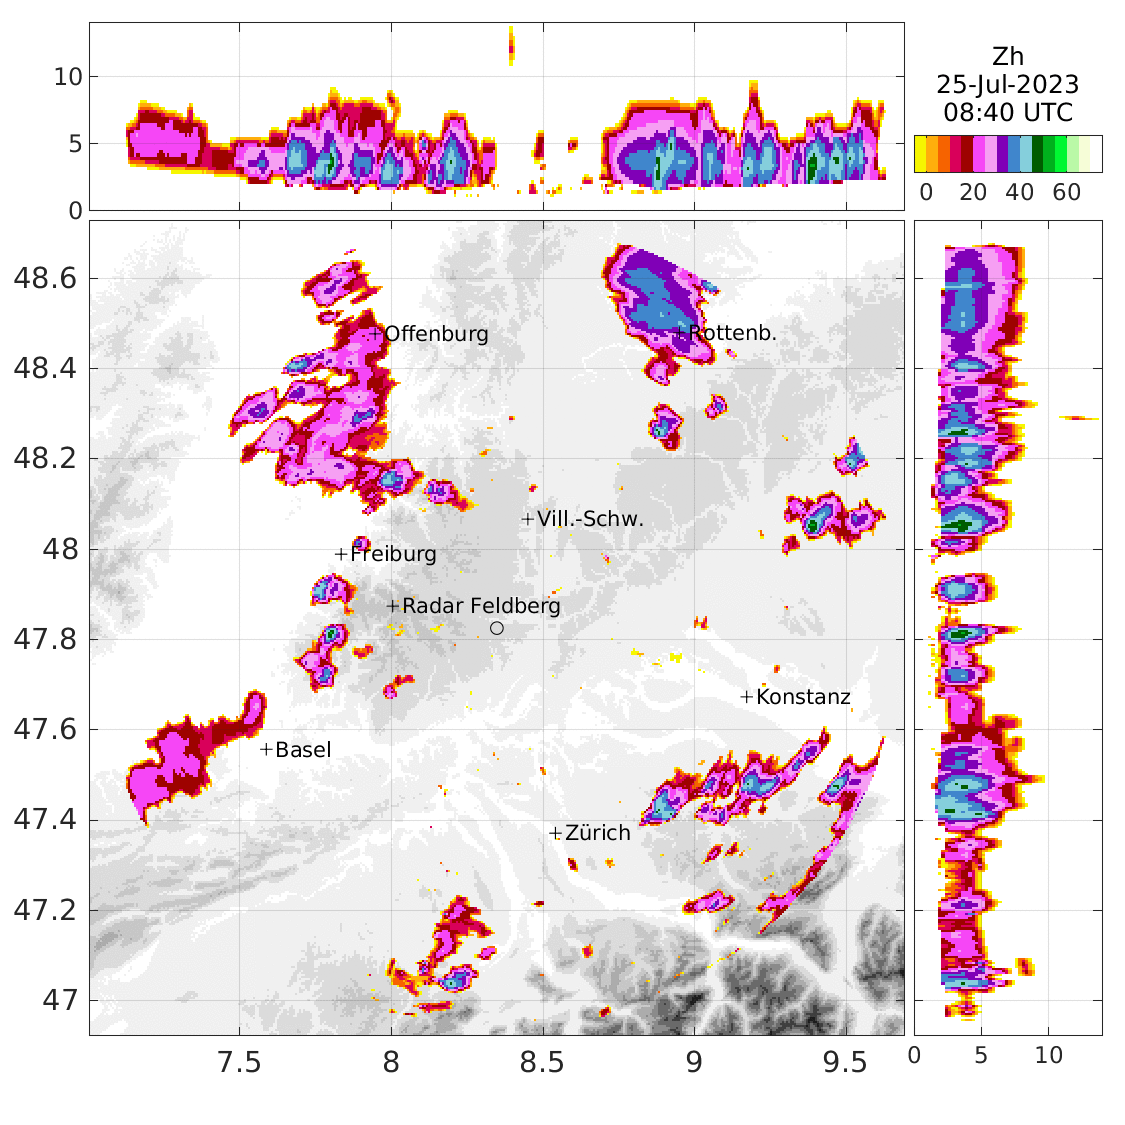 10
5
0
Zh
25-Jul-2023
08:40 UTC
0 20 40 60
48.6
48.4
48.2
48
47.8
47.6
47.4
47.2
47
+Offenburg
+Rottenb.
+Vill.-Schw.
+Freiburg
+Radar Feldberg
+Konstanz
+Basel
+Zürich
7.5 8 8.5 9 9.5
0 5 10